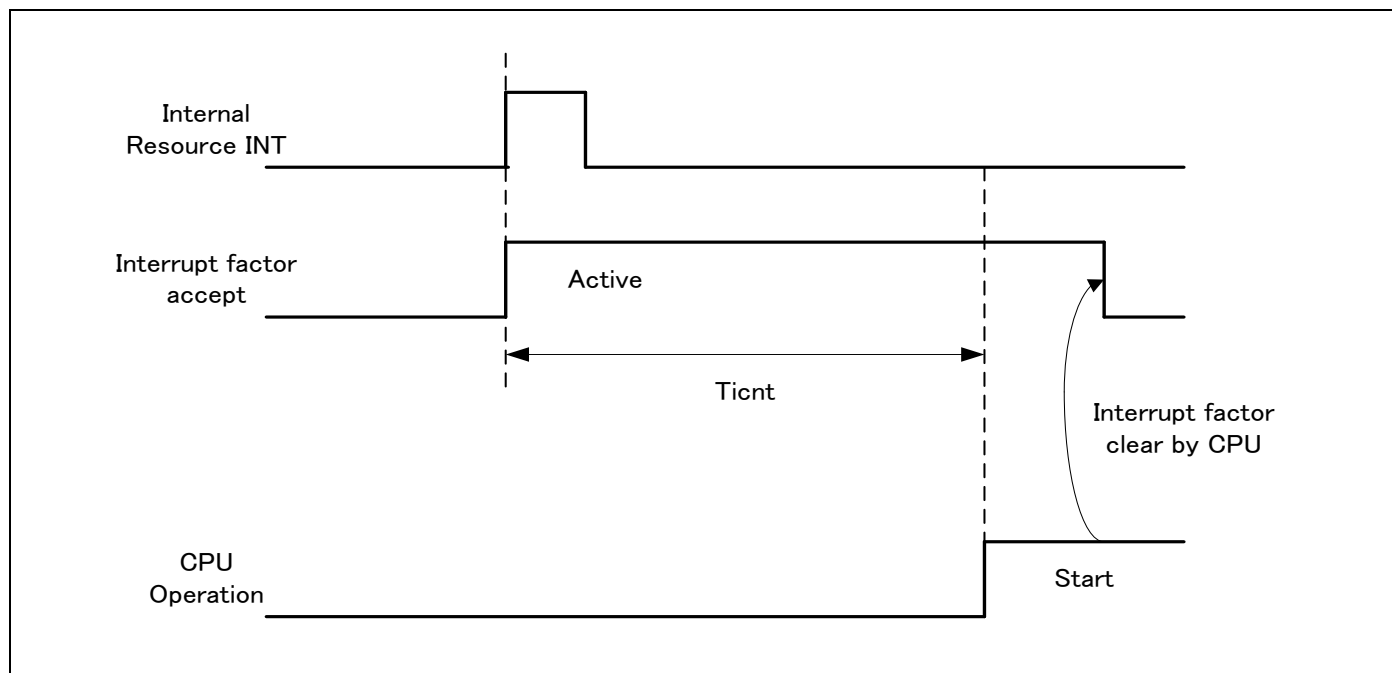 Internal
Resource INT
Interrupt factor
accept
Active
Ticnt
Interrupt factor
clear by CPU
CPU
Operation
Start